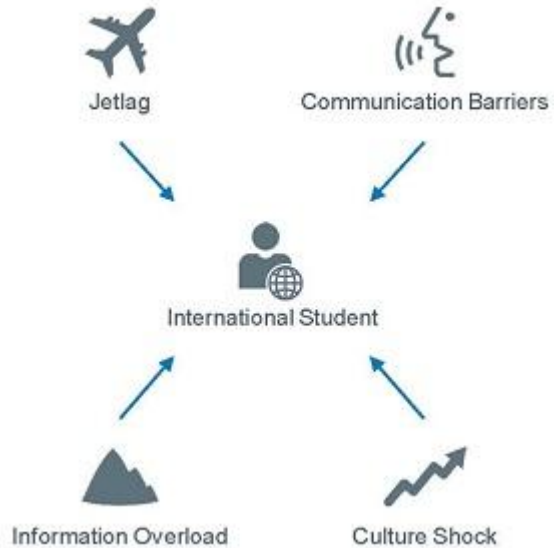 Jetlag
Communication Barriers
International Student
Information Overload
Culture Shock